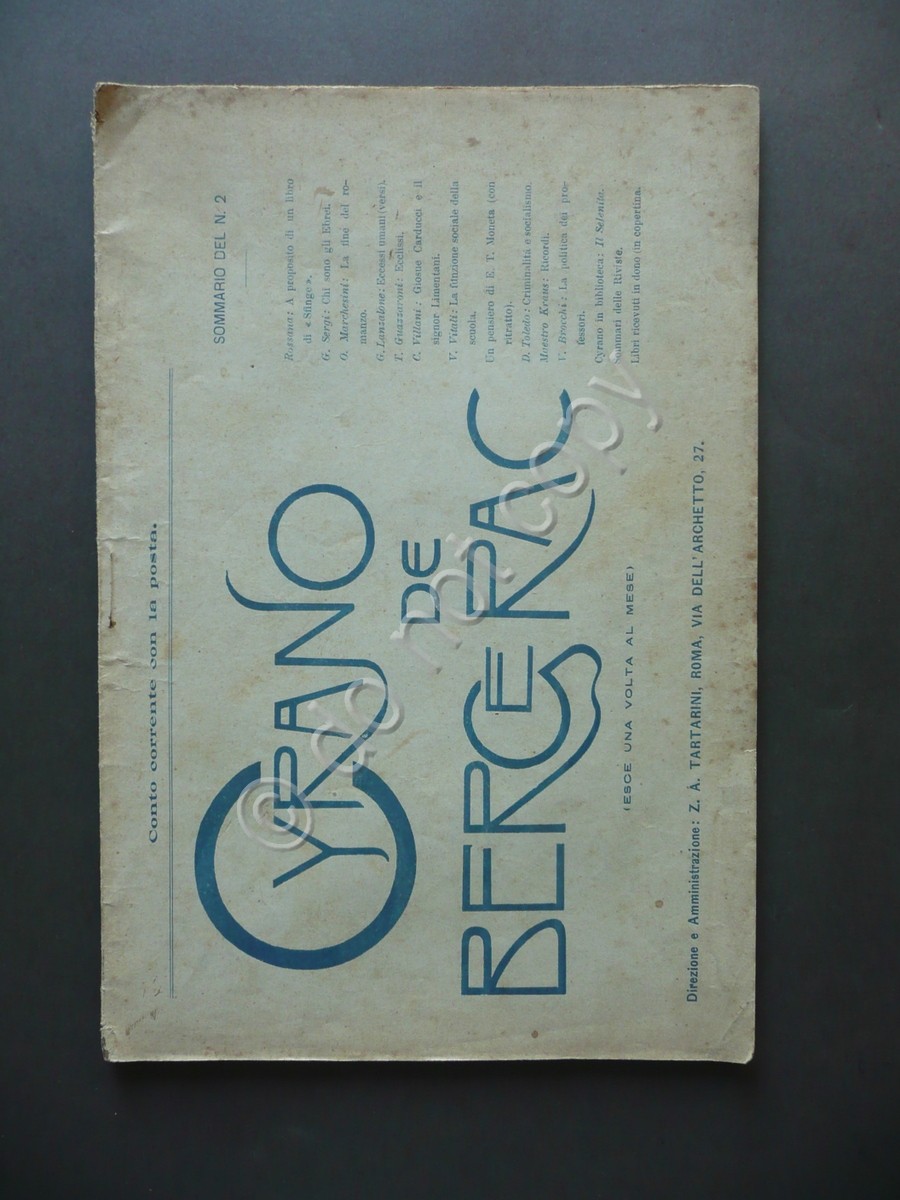 Conto corrente con la posta.
CYRANO
DE
BERGERAC
(ESCE UNA VOLTA AL MESE)
SOMMARIO DEL N. 2
Rossana: A proposito di un libro
di « Sfinge ».
G. Sergi: Chi sono gli Ebrei.
O. Marchesini: La fine del ro-
manzo.
G. Lanzalone: Eccessi umani (versi).
T. Guazzaroni: Ecclissi.
C. Villani: Giosue Carducci e il
signor Limentani.
V. Vitali: La funzione sociale della
scuola.
Un pensiero di E. T. Moneta (con
ritratto).
D. Toledo: Criminalità e socialismo.
Maestro Kraus: Ricordi.
V. Brocchi: La politica dei pro-
fessori.
Cyrano in biblioteca: Il Selenita.
Sommari delle Riviste.
Libri ricevuti in dono (in copertina.
Direzione e Amministrazione: Z. A. TARTARINI, ROMA, VIA DELL'ARCHETTO, 27.
© do not copy